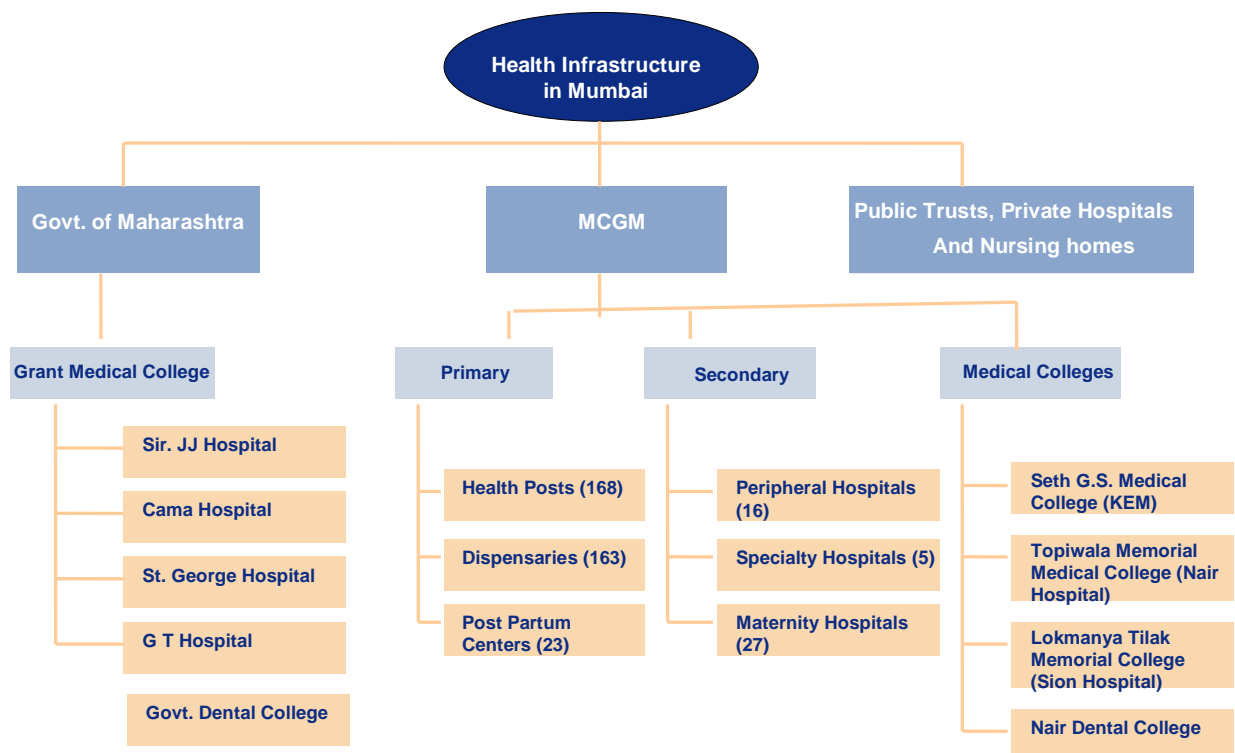 Health Infrastructure
in Mumbai
Govt. of Maharashtra
MCGM
Public Trusts, Private Hospitals
And Nursing homes
Grant Medical College
Primary
Secondary
Medical Colleges
Sir. JJ Hospital
Cama Hospital
St. George Hospital
G T Hospital
Govt. Dental College
Health Posts (168)
Dispensaries (163)
Post Partum
Centers (23)
Peripheral Hospitals
(16)
Specialty Hospitals (5)
Maternity Hospitals
(27)
Seth G.S. Medical
College (KEM)
Topiwala Memorial
Medical College (Nair
Hospital)
Lokmanya Tilak
Memorial College
(Sion Hospital)
Nair Dental College